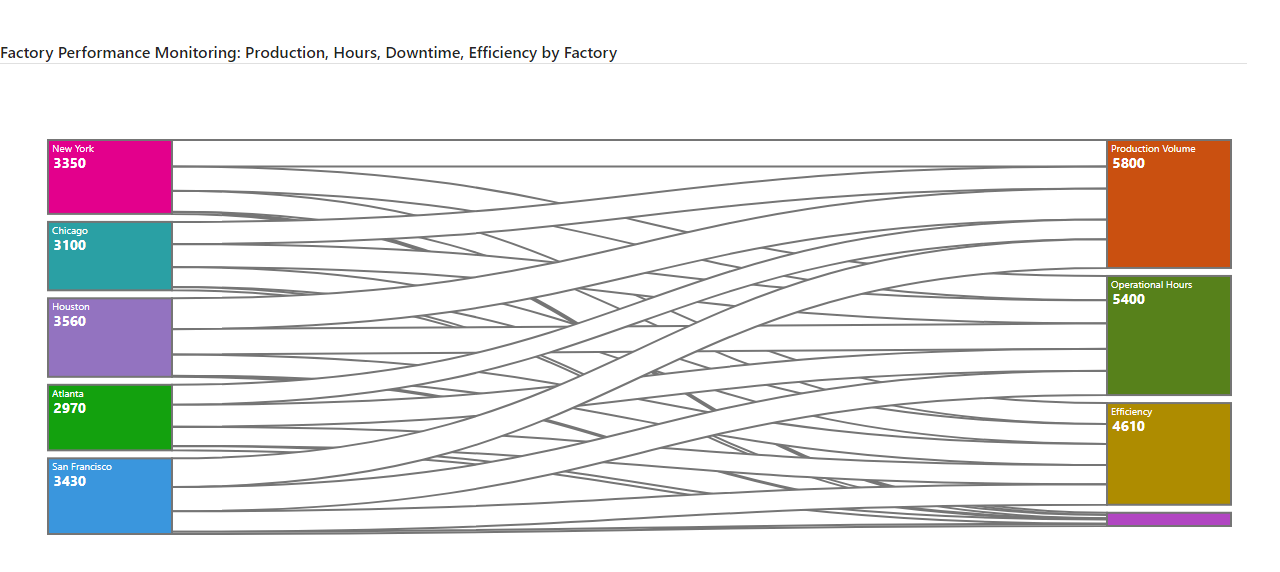 Factory Performance Monitoring: Production, Hours, Downtime, Efficiency by Factory
New York
3350
Chicago
3100
Houston
3560
Atlanta
2970
San Francisco
3430
Production Volume
5800
Operational Hours
5400
Efficiency
4610